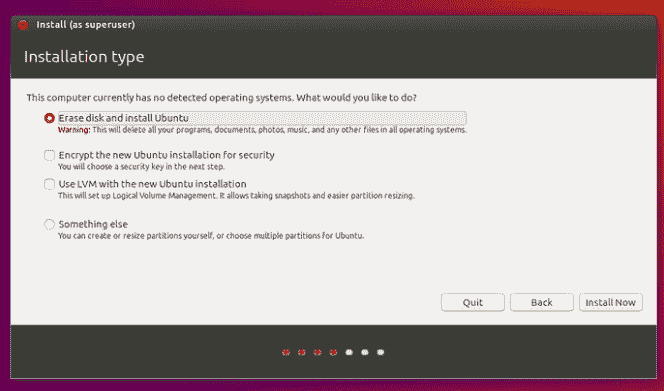 Install (as superuser)
Installation type
This computer currently has no detected operating systems. What would you like to do?
Erase disk and install Ubuntu
Warning: This will delete all your programs, documents, photos, music, and any other files in all operating systems.
Encrypt the new Ubuntu installation for security
You will choose a security key in the next step.
Use LVM with the new Ubuntu installation
This will set up Logical Volume Management. It allows taking snapshots and easier partition resizing.
Something else
You can create or resize partitions yourself, or choose multiple partitions for Ubuntu.
Quit
Back
Install Now